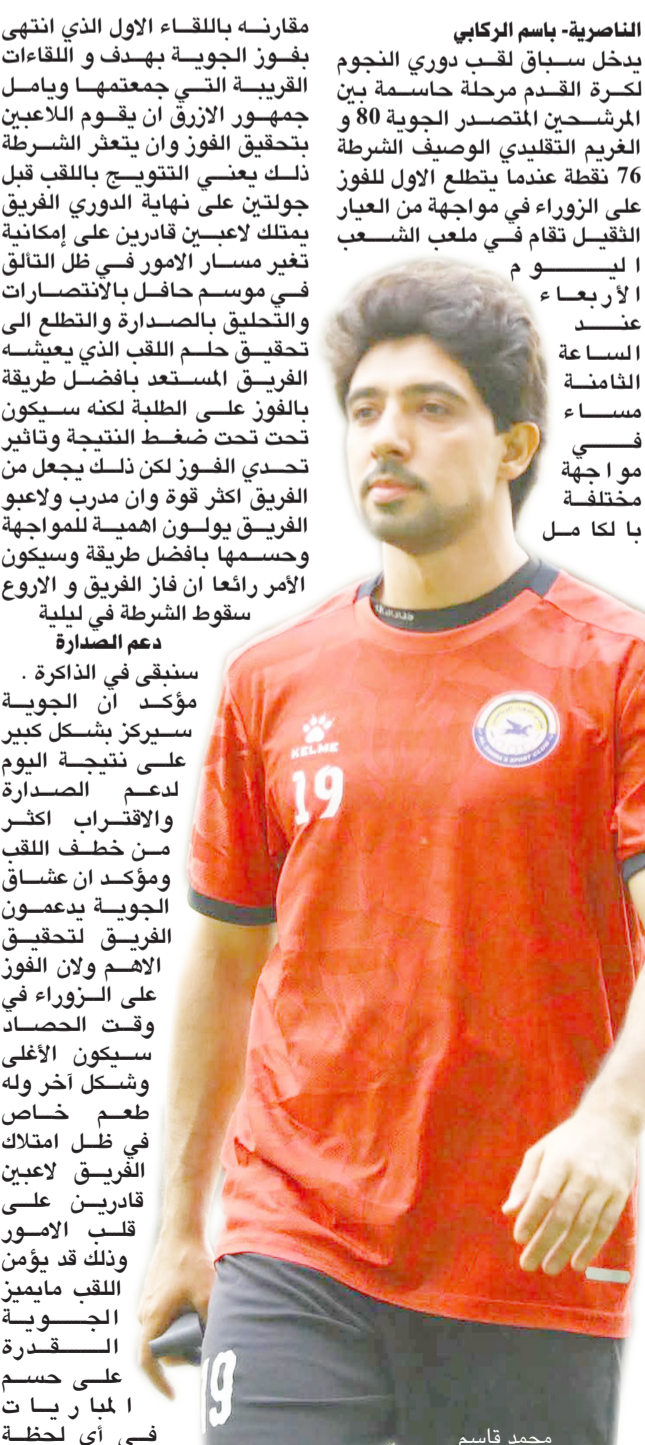 الناصرية- باسم الركابي
يدخل سباق لقب دوري النجوم
لكرة القدم مرحلة حاسمة بين
المرشحين المتصدر الجوية 80 و
الغريم التقليدي الوصيف الشرطة
76 نقطة عندما يتطلع الاول للفوز
على الزوراء في مواجهة من العيار
الثقيل تقام في ملعب الشعب
اليوم
الأربعاء
عند
الساعة
الثامنة
مساء
في
مواجهة
مختلفة
بالكامل
مقارنه باللقاء الاول الذي انتهى
بفوز الجوية بهدف و اللقاءات
القريبة التي جمعتمها ويامل
جمهور الازرق ان يقوم اللاعبين
بتحقيق الفوز وان يتعثر الشرطة
ذلك يعني التتويج باللقب قبل
جولتين على نهاية الدوري الفريق
يمتلك لاعبين قادرين على إمكانية
تغير مسار الامور في ظل التألق
في موسم حافل بالانتصارات
والتحليق بالصدارة والتطلع الى
تحقيق حلم اللقب الذي يعيشه
الفريق المستعد بافضل طريقة
بالفوز على الطلبة لكنه سيكون
تحت تحت ضغط النتيجة وتاثير
تحدي الفوز لكن ذلك يجعل من
الفريق اكثر قوة وان مدرب ولاعبو
الفريق يولون اهمية للمواجهة
وحسمها بافضل طريقة وسيكون
الأمر رائعا ان فاز الفريق و الاروع
سقوط الشرطة في ليلية
دعم الصدارة
سنبقى في الذاكرة .
مؤكد ان الجوية
سيركز بشكل كبير
على نتيجة اليوم
لدعم الصدارة
والاقتراب اكثر
من خطف اللقب
ومؤكد ان عشاق
الجوية يدعمون
الفريق لتحقيق
الاهم ولان الفوز
على الزوراء في
وقت الحصاد
سيكون الأغلى
وشكل آخر وله
طعم خاص
في ظل امتلاك
الفريق لاعبين
قادرين على
قلب الامور
وذلك قد يؤمن
اللقب مايميز
الجوية
القدرة
على حسم
المباريات
في أي لحظة
KELME
19
19
محمد قاسم